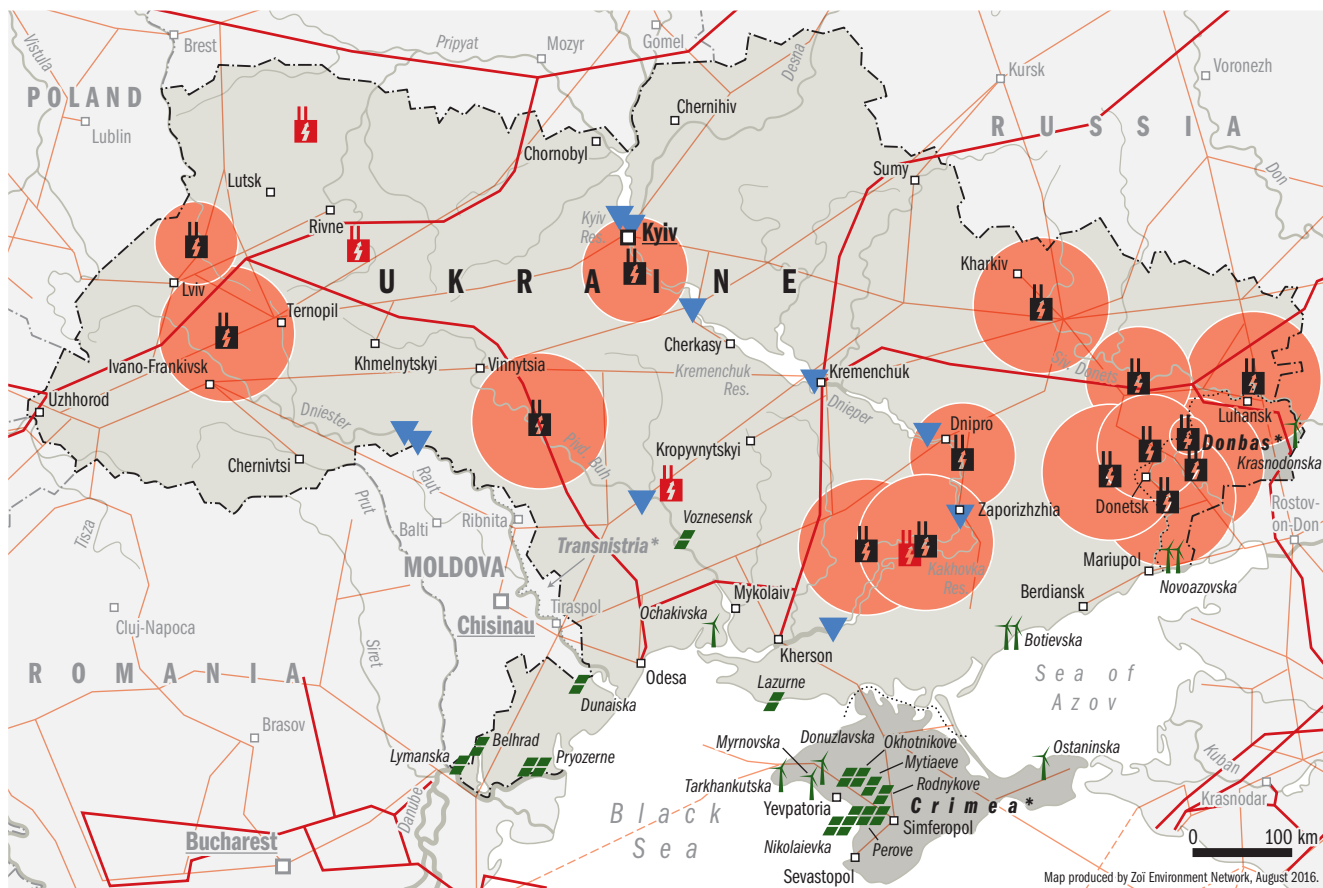 Brest
Pripyat
Mozyr
Gomel
Desna
Vistula
Kursk
Voronezh
POLAND
Lublin
Chernihiv
RUSSIA
Chornobyl
Don
Lutsk
Sumy
Rivne
Kyiv
Res.
Kyiv
UKRAINE
Kharkiv
Lviv
Ternopil
Khmelnytskyi
Vinnytsia
Cherkasy
Kremenchuk
Res.
Kremenchuk
Siv. Donets
Ivano-Frankivsk
Uzhhorod
Dniester
Dnieper
Luhansk
Dnipro
Donbas*
Kropyvnytskyi
Krasnodonska
Chernivtsi
Pivd. Buh
Raut
Prut
Balti
Ribnita
Tisza
Donetsk
Zaporizhzhia
Rostov-
on-Don
Voznesensk
Transnistria*
MOLDOVA
Kakhovka
Res.
Mariupol
Novoazovska
Chisinau
Tiraspol
Ochakivska
Mykolaiv
Berdiansk
Cluj-Napoca
Siret
Botievska
Kherson
ROMANIA
Odesa
Sea of
Azov
Dunaiska
Lazurne
Brasov
Belhrad
Lymanska
Pryozerne
Donuzlavska
Okhotnikove
Myrnovska
Mytiaeve
Ostaninska
Tarkhankutska
Rodnykove
Kuban
Danube
Yevpatoria
Crimea*
Krasnodar
Black
Sea
Simferopol
Bucharest
Nikolaievka
Perove
0 100 km
Sevastopol
Map produced by Zoï Environment Network, August 2016.